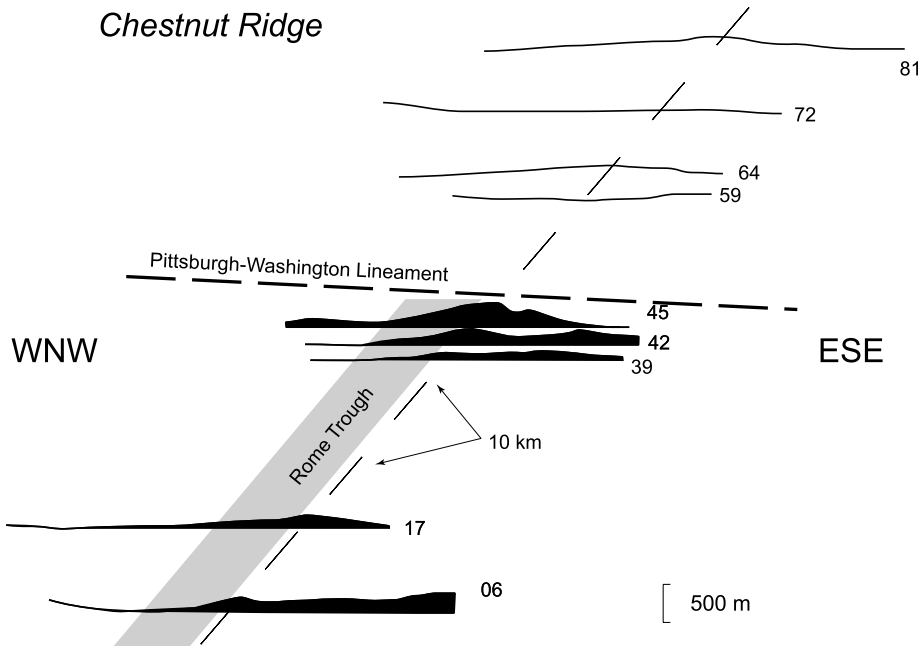 Chestnut Ridge
81
72
64
59
Pittsburgh-Washington Lineament
45
WNW
42
ESE
39
Rome Trough
10 km
17
06
500 m